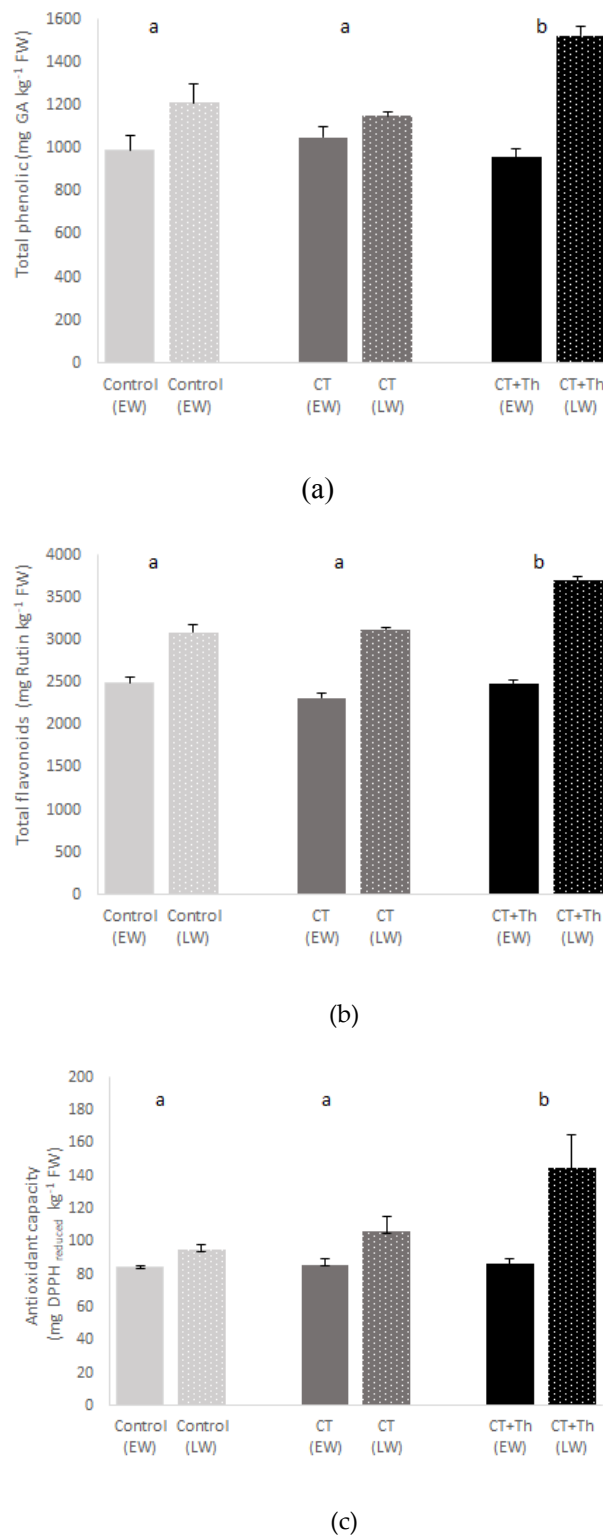 Total phenolic (mg GA kg⁻¹ FW)
1600
1400
1200
1000
800
600
400
200
0
a a b
Control Control CT CT CT+Th CT+Th
(EW) (EW) (EW) (LW) (EW) (LW)
(a)
Total flavonoids (mg Rutin kg⁻¹ FW)
4000
3500
3000
2500
2000
1500
1000
500
0
a a b
Control Control CT CT CT+Th CT+Th
(EW) (LW) (EW) (LW) (EW) (LW)
(b)
Antioxidant capacity
(mg DPPH reduced kg⁻¹ FW)
200
180
160
140
120
100
80
60
40
20
0
a a b
Control Control CT CT CT+Th CT+Th
(EW) (LW) (EW) (LW) (EW) (LW)
(c)